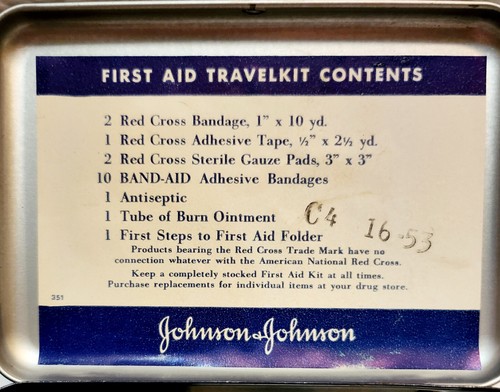 FIRST AID TRAVELKIT CONTENTS
2 Red Cross Bandage, 1” x 10 yd.
1 Red Cross Adhesive Tape, ½” x 2½ yd.
2 Red Cross Sterile Gauze Pads, 3” x 3”
10 BAND-AID Adhesive Bandages
1 Antiseptic
1 Tube of Burn Ointment
C4 16 53
1 First Steps to First Aid Folder
Products bearing the Red Cross Trade Mark have no
connection whatever with the American National Red Cross.
Keep a completely stocked First Aid Kit at all times.
Purchase replacements for individual items at your drug store.
351
Johnson & Johnson